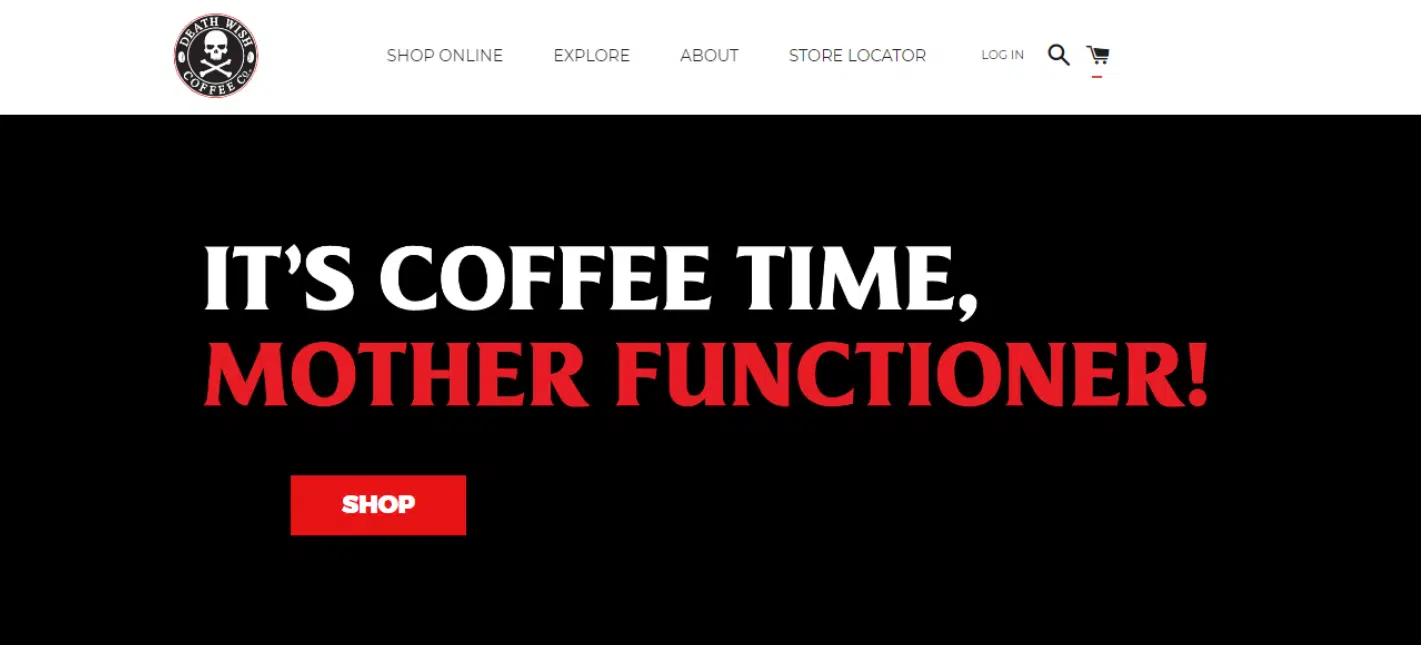 DEATH WISH
COFFEE CO.
SHOP ONLINE
EXPLORE
ABOUT
STORE LOCATOR
LOG IN
IT’S COFFEE TIME,
MOTHER FUNCTIONER!
SHOP